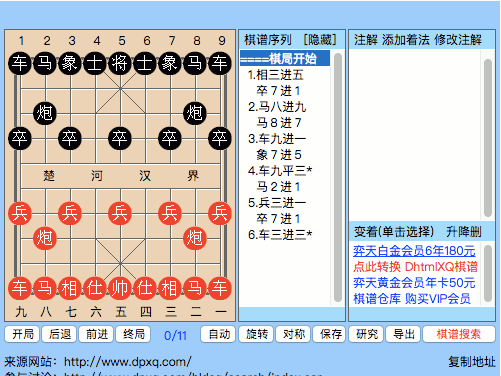 1 2 3 4 5 6 7 8 9
车 马 象 士 将 士 象 马 车
炮 炮
卒 卒 卒 卒 卒
楚 河 汉 界
兵 兵 兵 兵 兵
炮 炮
车 马 相 仕 帅 仕 相 马 车
九 八 七 六 五 四 三 二 一
棋谱序列 [隐藏]
====棋局开始
1.相三进五
卒７进１
2.马八进九
马８进７
3.车九进一
象７进５
4.车九平三*
马２进１
5.兵三进一
卒７进１
6.车三进三*
注解 添加着法 修改注解
变着(单击选择) 升降删
弈天白金会员6年180元
点此转换 DhtmlXQ棋谱
弈天黄金会员年卡50元
棋谱仓库 购买VIP会员
开局 后退 前进 终局 0/11 自动 旋转 对称 保存 研究 导出 棋谱搜索
来源网站：http://www.dpxq.com/ 复制地址